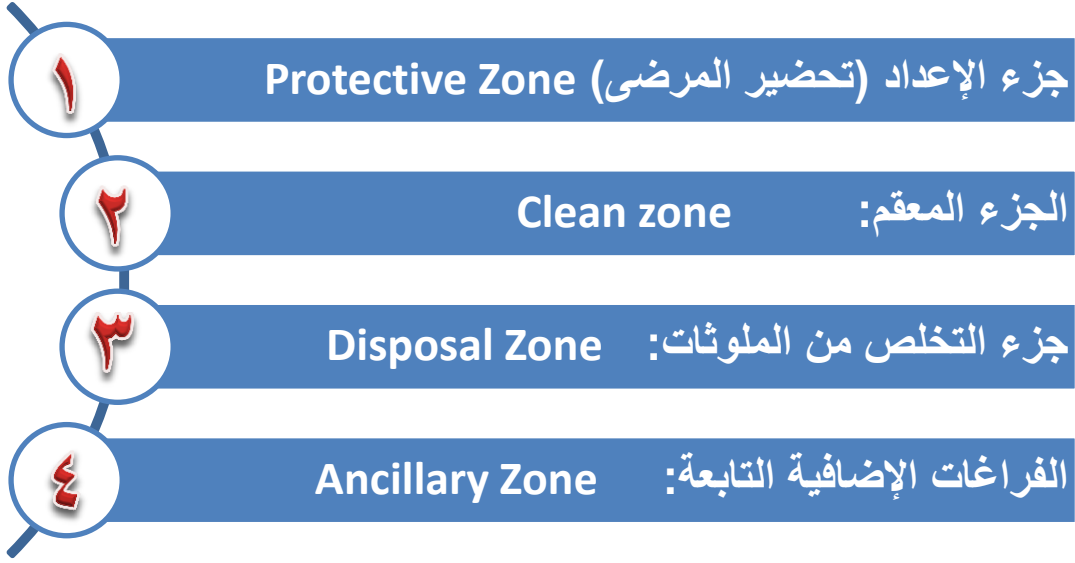 ١
جزء الإعداد (تحضير المرضى) Protective Zone
٢
الجزء المعقم: Clean zone
٣
جزء التخلص من الملوثات: Disposal Zone
٤
الفراغات الإضافية التابعة: Ancillary Zone